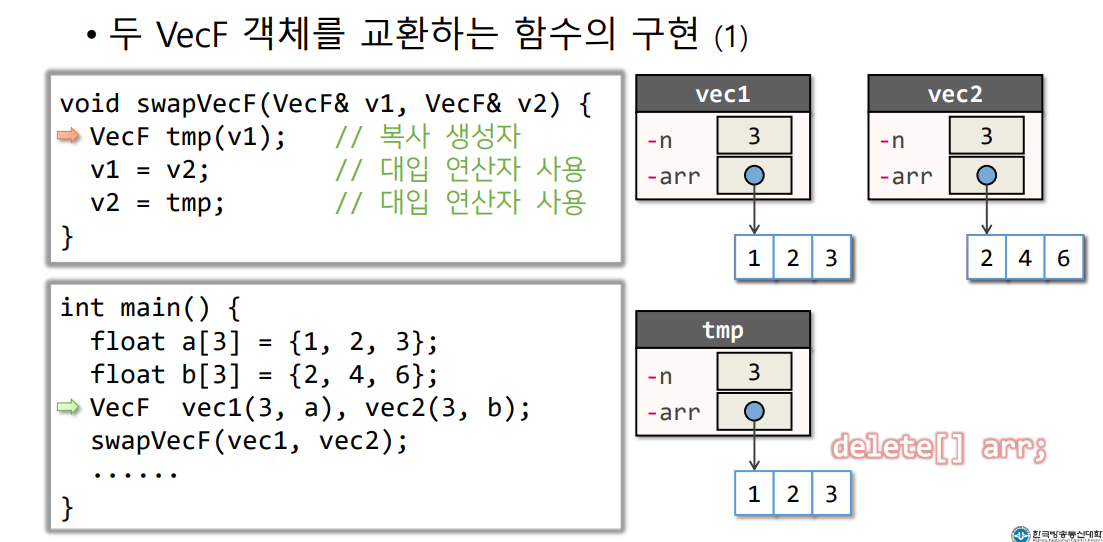 • 두 VecF 객체를 교환하는 함수의 구현 (1)
void swapVecF(VecF& v1, VecF& v2) {
VecF tmp(v1); // 복사 생성자
v1 = v2; // 대입 연산자 사용
v2 = tmp; // 대입 연산자 사용
}
int main() {
float a[3] = {1, 2, 3};
float b[3] = {2, 4, 6};
VecF vec1(3, a), vec2(3, b);
swapVecF(vec1, vec2);
......
}
vec1
-n 3
-arr
1 2 3
vec2
-n 3
-arr
2 4 6
tmp
-n 3
-arr
1 2 3
delete[] arr;
한국방송통신대학교